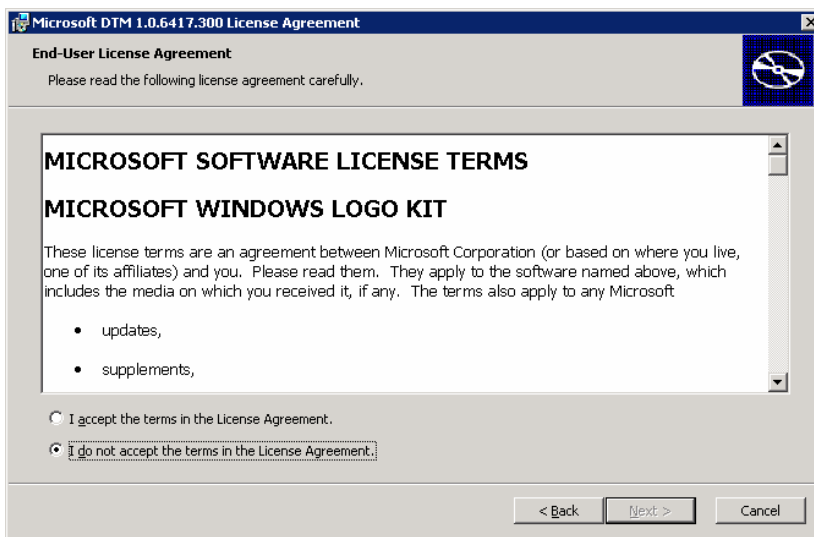 Microsoft DTM 1.0.6417.300 License Agreement
End-User License Agreement
Please read the following license agreement carefully.
MICROSOFT SOFTWARE LICENSE TERMS
MICROSOFT WINDOWS LOGO KIT
These license terms are an agreement between Microsoft Corporation (or based on where you live,
one of its affiliates) and you.  Please read them.  They apply to the software named above, which
includes the media on which you received it, if any.  The terms also apply to any Microsoft
• updates,
• supplements,
I accept the terms in the License Agreement.
I do not accept the terms in the License Agreement.
< Back
Next >
Cancel